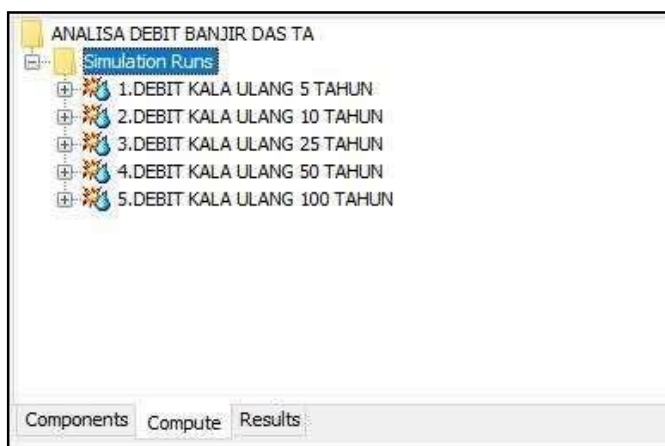 ANALISA DEBIT BANJIR DAS TA
Simulation Runs
1.DEBIT KALA ULANG 5 TAHUN
2.DEBIT KALA ULANG 10 TAHUN
3.DEBIT KALA ULANG 25 TAHUN
4.DEBIT KALA ULANG 50 TAHUN
5.DEBIT KALA ULANG 100 TAHUN
Components Compute Results